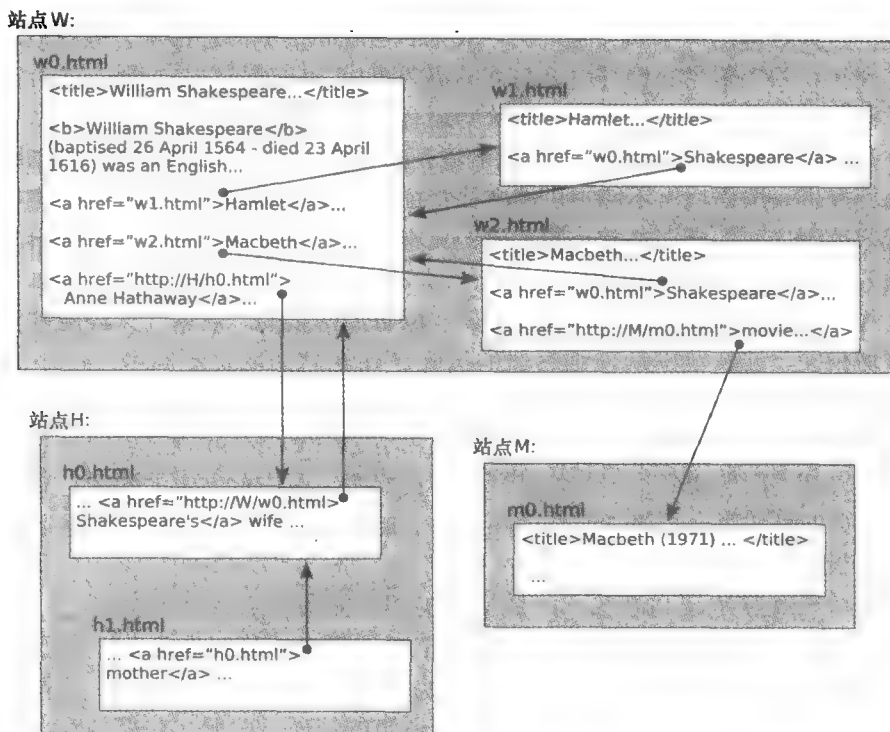 站点W:
w0.html
<title>William Shakespeare...</title>
<b>William Shakespeare</b>
(baptised 26 April 1564 - died 23 April
1616) was an English...
<a href="w1.html">Hamlet</a>...
<a href="w2.html">Macbeth</a>...
<a href="http://H/h0.html">
Anne Hathaway</a>...
w1.html
<title>Hamlet...</title>
<a href="w0.html">Shakespeare</a> ...
w2.html
<title>Macbeth...</title>
<a href="w0.html">Shakespeare</a>...
<a href="http://M/m0.html">movie...</a>
站点H:
h0.html
... <a href="http://W/w0.html>
Shakespeare's</a> wife ...
h1.html
... <a href="h0.html">
mother</a> ...
站点M:
m0.html
<title>Macbeth (1971) ... </title>
...